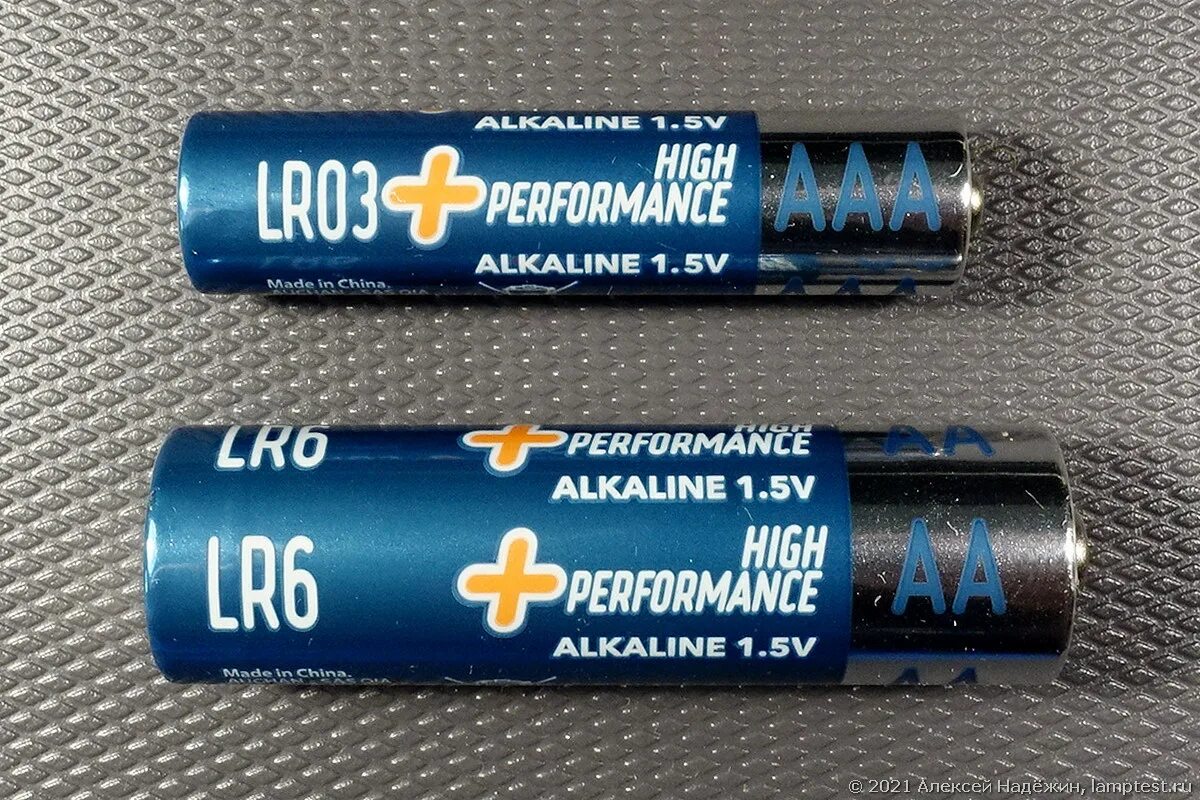 ALKALINE 1.5V
LR03 HIGH PERFORMANCE
AAA
ALKALINE 1.5V
Made in China.
LR6
HIGH
PERFORMANCE
AA
ALKALINE 1.5V
LR6
HIGH
PERFORMANCE
AA
ALKALINE 1.5V
Made in China.
© 2021 Алексей Надёжин, lamptest.ru